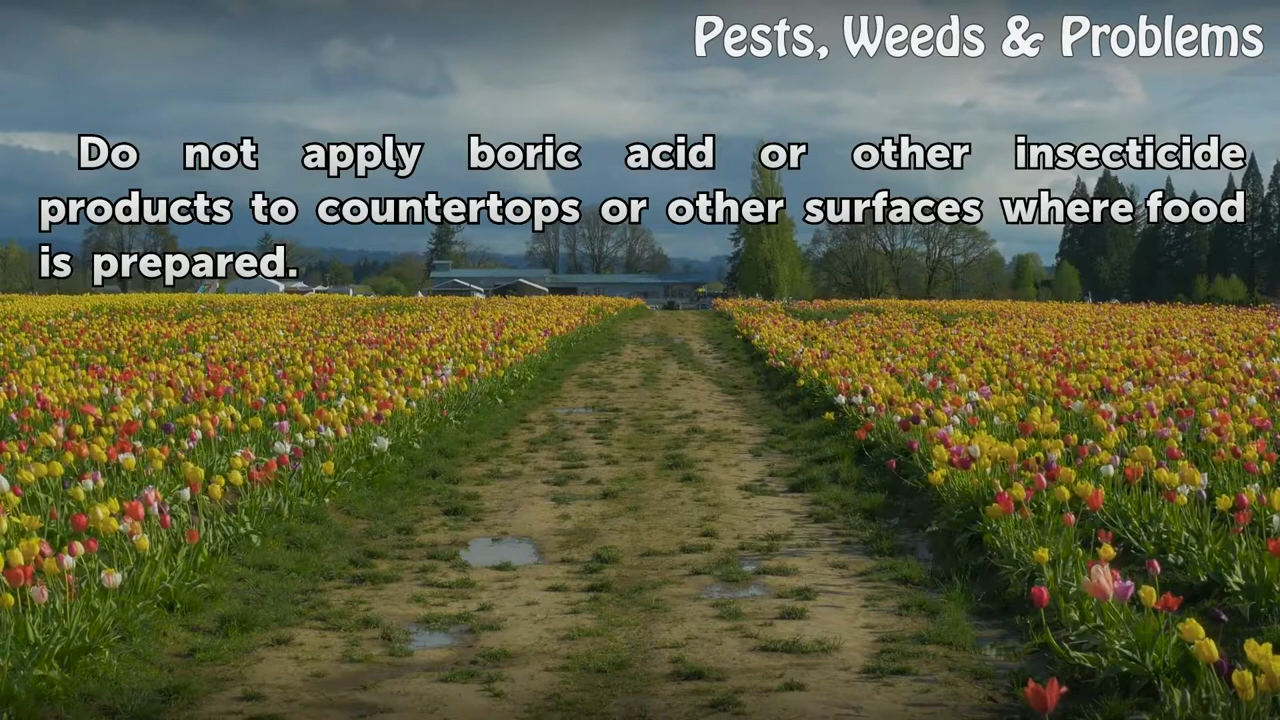 Pests, Weeds & Problems
Do not apply boric acid or other insecticide
products to countertops or other surfaces where food
is prepared.